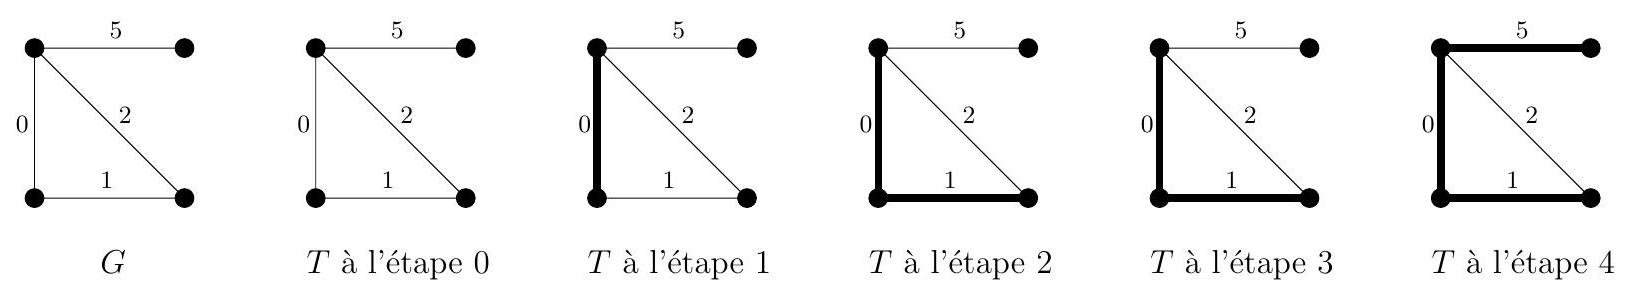 5 5 5 5 5 5
2 2 2 2 2 2
0 0 0 0 0 0
1 1 1 1 1 1
G T à l'étape 0 T à l'étape 1 T à l'étape 2 T à l'étape 3 T à l'étape 4